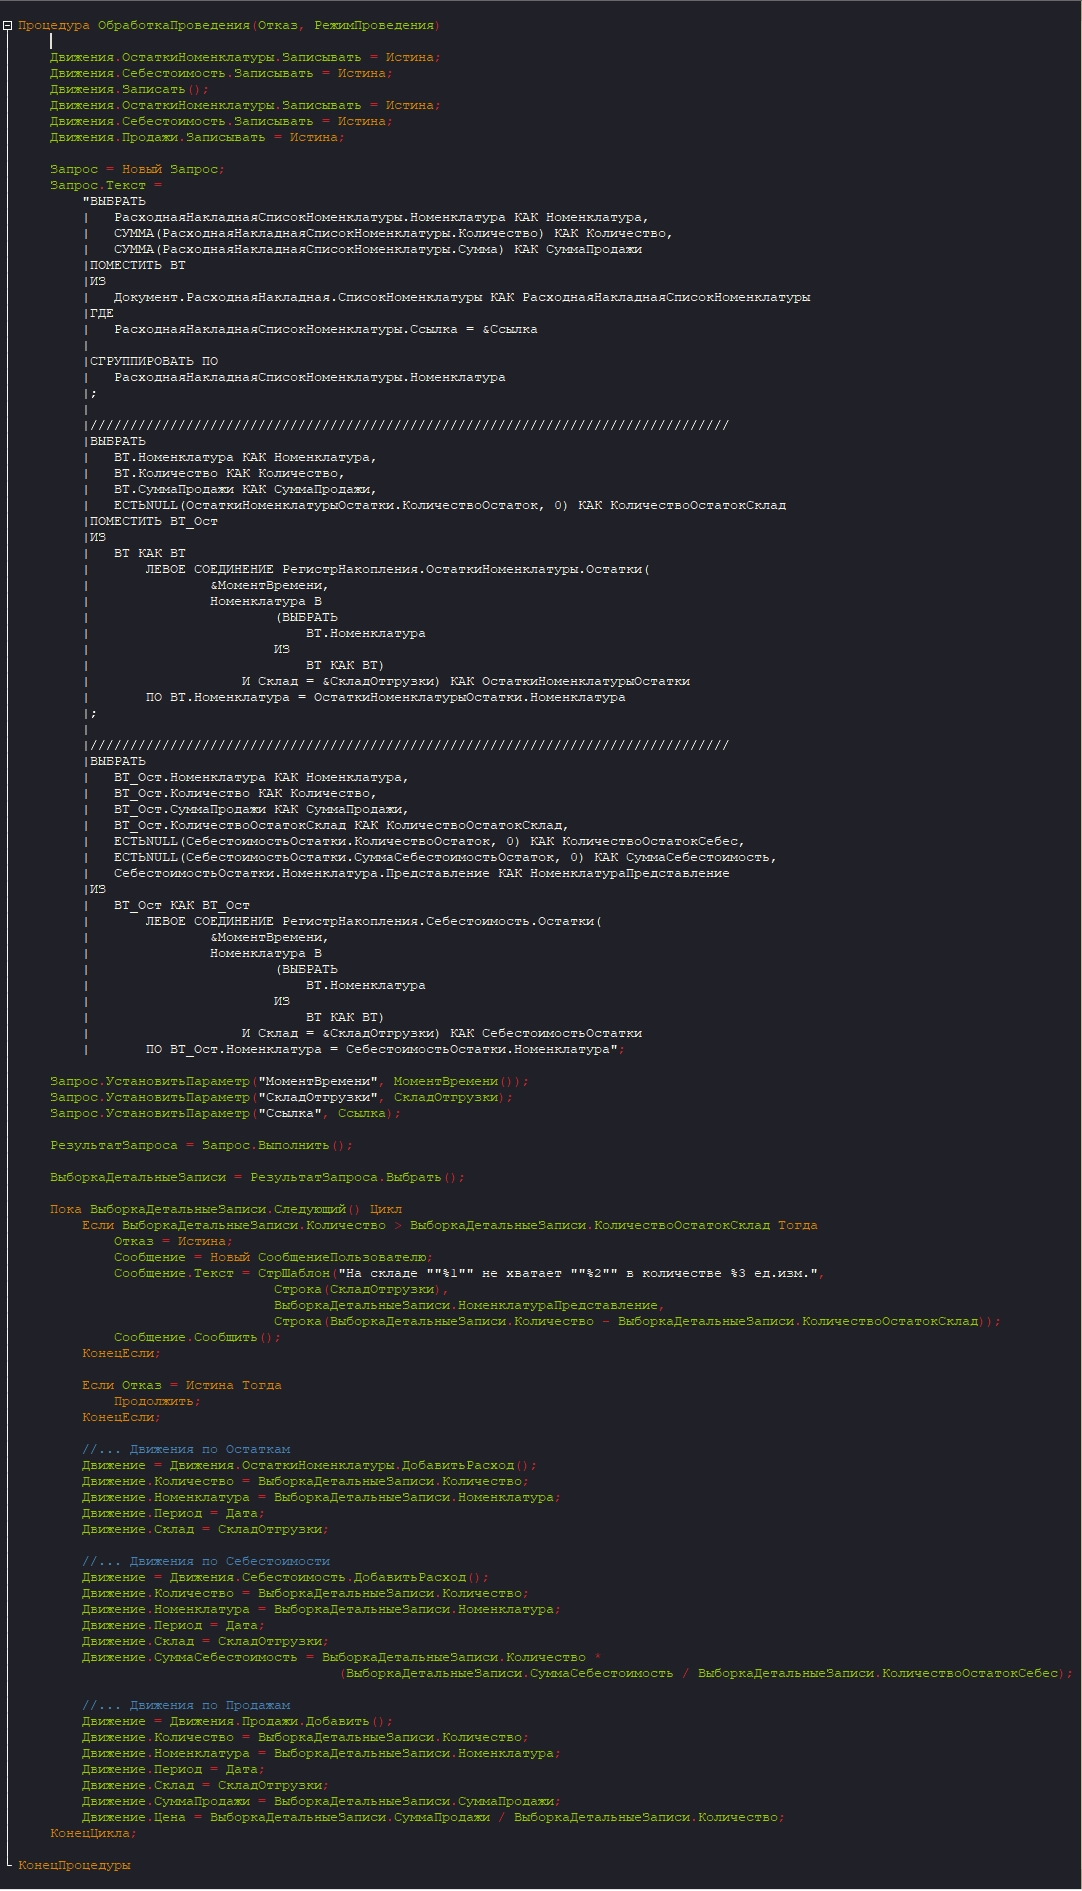 Процедура ОбработкаПроведения(Отказ, РежимПроведения)
Движения.ОстаткиНоменклатуры.Записывать = Истина;
Движения.Себестоимость.Записывать = Истина;
Движения.Записать();
Движения.ОстаткиНоменклатуры.Записывать = Истина;
Движения.Себестоимость.Записывать = Истина;
Движения.Продажи.Записывать = Истина;
Запрос = Новый Запрос;
Запрос.Текст =
"ВЫБРАТЬ
| РасходнаяНакладнаяСписокНоменклатуры.Номенклатура КАК Номенклатура,
| СУММА(РасходнаяНакладнаяСписокНоменклатуры.Количество) КАК Количество,
| СУММА(РасходнаяНакладнаяСписокНоменклатуры.Сумма) КАК СуммаПродажи
|ПОМЕСТИТЬ ВТ
|ИЗ
| Документ.РасходнаяНакладная.СписокНоменклатуры КАК РасходнаяНакладнаяСписокНоменклатуры
|ГДЕ
| РасходнаяНакладнаяСписокНоменклатуры.Ссылка = &Ссылка
|
|СГРУППИРОВАТЬ ПО
| РасходнаяНакладнаяСписокНоменклатуры.Номенклатура
|;
|
|////////////////////////////////////////////////////////////////////////////////
|ВЫБРАТЬ
| ВТ.Номенклатура КАК Номенклатура,
| ВТ.Количество КАК Количество,
| ВТ.СуммаПродажи КАК СуммаПродажи,
| ЕСТЬNULL(ОстаткиНоменклатурыОстатки.КоличествоОстаток, 0) КАК КоличествоОстатокСклад
|ПОМЕСТИТЬ ВТ_Ост
|ИЗ
| ВТ КАК ВТ
| ЛЕВОЕ СОЕДИНЕНИЕ РегистрНакопления.ОстаткиНоменклатуры.Остатки(
| &МоментВремени,
| Номенклатура В
| (ВЫБРАТЬ
| ВТ.Номенклатура
| ИЗ
| ВТ КАК ВТ)
| И Склад = &СкладОтгрузки) КАК ОстаткиНоменклатурыОстатки
| ПО ВТ.Номенклатура = ОстаткиНоменклатурыОстатки.Номенклатура
|;
|
|////////////////////////////////////////////////////////////////////////////////
|ВЫБРАТЬ
| ВТ_Ост.Номенклатура КАК Номенклатура,
| ВТ_Ост.Количество КАК Количество,
| ВТ_Ост.СуммаПродажи КАК СуммаПродажи,
| ВТ_Ост.КоличествоОстатокСклад КАК КоличествоОстатокСклад,
| ЕСТЬNULL(СебестоимостьОстатки.КоличествоОстаток, 0) КАК КоличествоОстатокСебес,
| ЕСТЬNULL(СебестоимостьОстатки.СуммаСебестоимостьОстаток, 0) КАК СуммаСебестоимость,
| СебестоимостьОстатки.Номенклатура.Представление КАК НоменклатураПредставление
|ИЗ
| ВТ_Ост КАК ВТ_Ост
| ЛЕВОЕ СОЕДИНЕНИЕ РегистрНакопления.Себестоимость.Остатки(
| &МоментВремени,
| Номенклатура В
| (ВЫБРАТЬ
| ВТ.Номенклатура
| ИЗ
| ВТ КАК ВТ)
| И Склад = &СкладОтгрузки) КАК СебестоимостьОстатки
| ПО ВТ_Ост.Номенклатура = СебестоимостьОстатки.Номенклатура";
Запрос.УстановитьПараметр("МоментВремени", МоментВремени());
Запрос.УстановитьПараметр("СкладОтгрузки", СкладОтгрузки);
Запрос.УстановитьПараметр("Ссылка", Ссылка);
РезультатЗапроса = Запрос.Выполнить();
ВыборкаДетальныеЗаписи = РезультатЗапроса.Выбрать();
Пока ВыборкаДетальныеЗаписи.Следующий() Цикл
Если ВыборкаДетальныеЗаписи.Количество > ВыборкаДетальныеЗаписи.КоличествоОстатокСклад Тогда
Отказ = Истина;
Сообщение = Новый СообщениеПользователю;
Сообщение.Текст = СтрШаблон("На складе ""%1"" не хватает ""%2"" в количестве %3 ед.изм.",
Строка(СкладОтгрузки),
ВыборкаДетальныеЗаписи.НоменклатураПредставление,
Строка(ВыборкаДетальныеЗаписи.Количество - ВыборкаДетальныеЗаписи.КоличествоОстатокСклад));
Сообщение.Сообщить();
КонецЕсли;
Если Отказ = Истина Тогда
Продолжить;
КонецЕсли;
//... Движения по Остаткам
Движение = Движения.ОстаткиНоменклатуры.ДобавитьРасход();
Движение.Количество = ВыборкаДетальныеЗаписи.Количество;
Движение.Номенклатура = ВыборкаДетальныеЗаписи.Номенклатура;
Движение.Период = Дата;
Движение.Склад = СкладОтгрузки;
//... Движения по Себестоимости
Движение = Движения.Себестоимость.ДобавитьРасход();
Движение.Количество = ВыборкаДетальныеЗаписи.Количество;
Движение.Номенклатура = ВыборкаДетальныеЗаписи.Номенклатура;
Движение.Период = Дата;
Движение.Склад = СкладОтгрузки;
Движение.СуммаСебестоимость = ВыборкаДетальныеЗаписи.Количество *
(ВыборкаДетальныеЗаписи.СуммаСебестоимость / ВыборкаДетальныеЗаписи.КоличествоОстатокСебес);
//... Движения по Продажам
Движение = Движения.Продажи.Добавить();
Движение.Количество = ВыборкаДетальныеЗаписи.Количество;
Движение.Номенклатура = ВыборкаДетальныеЗаписи.Номенклатура;
Движение.Период = Дата;
Движение.Склад = СкладОтгрузки;
Движение.СуммаПродажи = ВыборкаДетальныеЗаписи.СуммаПродажи;
Движение.Цена = ВыборкаДетальныеЗаписи.СуммаПродажи / ВыборкаДетальныеЗаписи.Количество;
КонецЦикла;
КонецПроцедуры